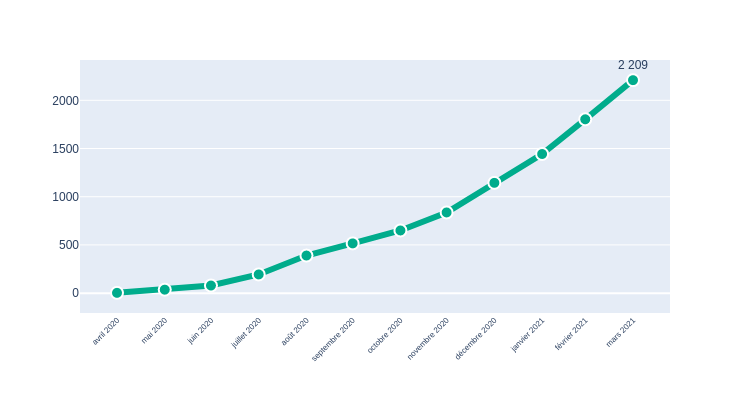 2 209
2000
1500
1000
500
0
avril 2020
mai 2020
juin 2020
juillet 2020
août 2020
septembre 2020
octobre 2020
novembre 2020
décembre 2020
janvier 2021
février 2021
mars 2021